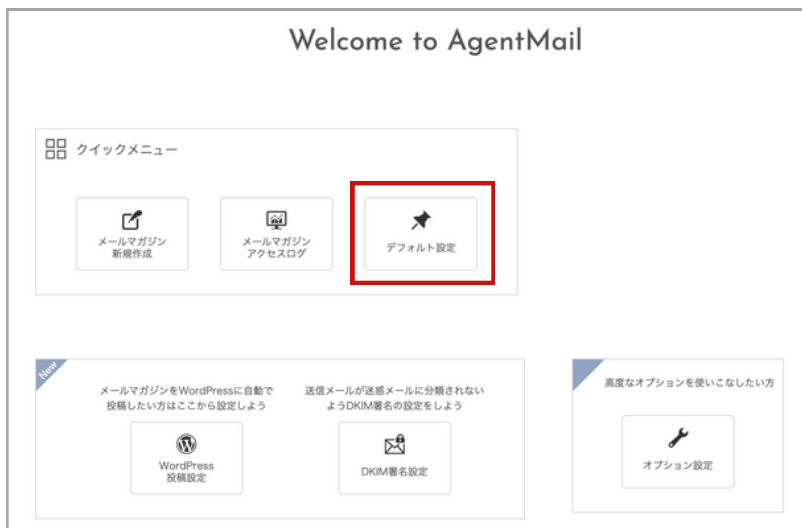 Welcome to AgentMail
クイックメニュー
メールマガジン
新規作成
メールマガジン
アクセスログ
デフォルト設定
New
メールマガジンをWordPressに自動で
投稿したい方はここから設定しよう
WordPress
投稿設定
送信メールが迷惑メールに分類されない
ようDKIM署名の設定をしよう
DKIM署名設定
高度なオプションを使いこなしたい方
オプション設定